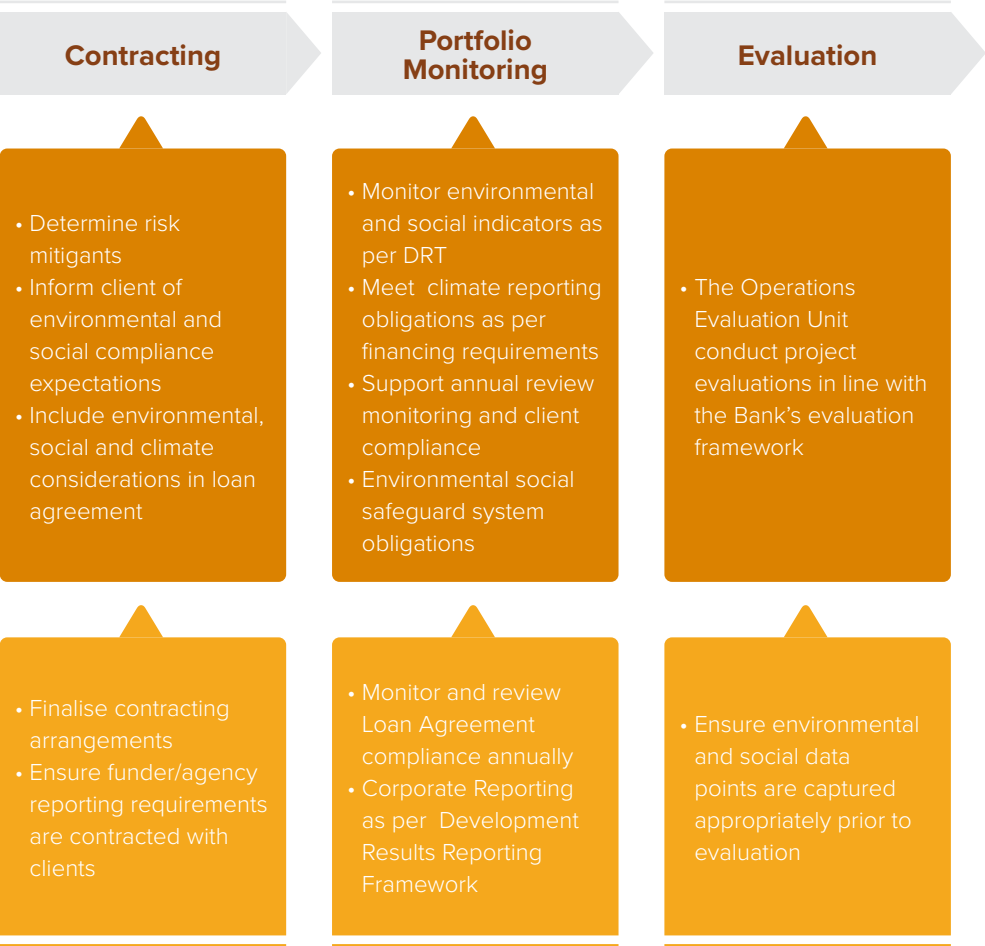 Contracting
Portfolio
Monitoring
Evaluation
• Determine risk
mitigants
• Inform client of
environmental and
social compliance
expectations
• Include environmental,
social and climate
considerations in loan
agreement
• Monitor environmental
and social indicators as
per DRT
• Meet climate reporting
obligations as per
financing requirements
• Support annual review
monitoring and client
compliance
• Environmental social
safeguard system
obligations
• The Operations
Evaluation Unit
conduct project
evaluations in line with
the Bank’s evaluation
framework
• Finalise contracting
arrangements
• Ensure funder/agency
reporting requirements
are contracted with
clients
• Monitor and review
Loan Agreement
compliance annually
• Corporate Reporting
as per Development
Results Reporting
Framework
• Ensure environmental
and social data
points are captured
appropriately prior to
evaluation